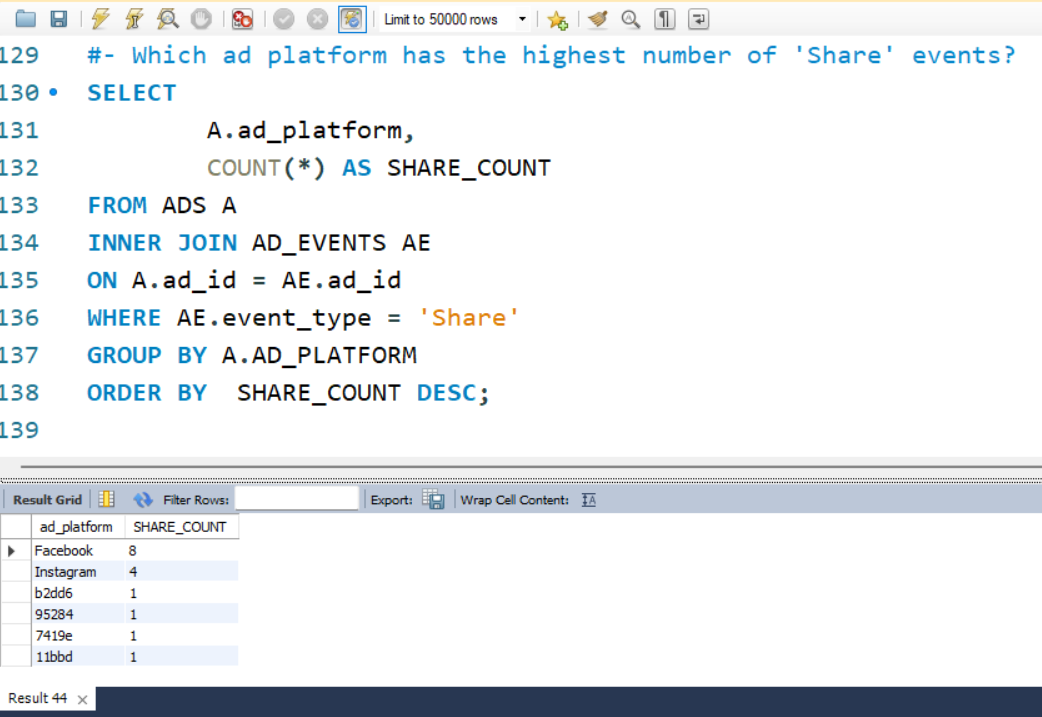 Limit to 50000 rows
129 #- Which ad platform has the highest number of 'Share' events?
130 SELECT
131 A.ad_platform,
132 COUNT(*) AS SHARE_COUNT
133 FROM ADS A
134 INNER JOIN AD_EVENTS AE
135 ON A.ad_id = AE.ad_id
136 WHERE AE.event_type = 'Share'
137 GROUP BY A.AD_PLATFORM
138 ORDER BY  SHARE_COUNT DESC;
139
Result Grid Filter Rows: Export: Wrap Cell Content: IA
ad_platform SHARE_COUNT
Facebook 8
Instagram 4
b2dd6 1
95284 1
7419e 1
11bbd 1
Result 44 ×